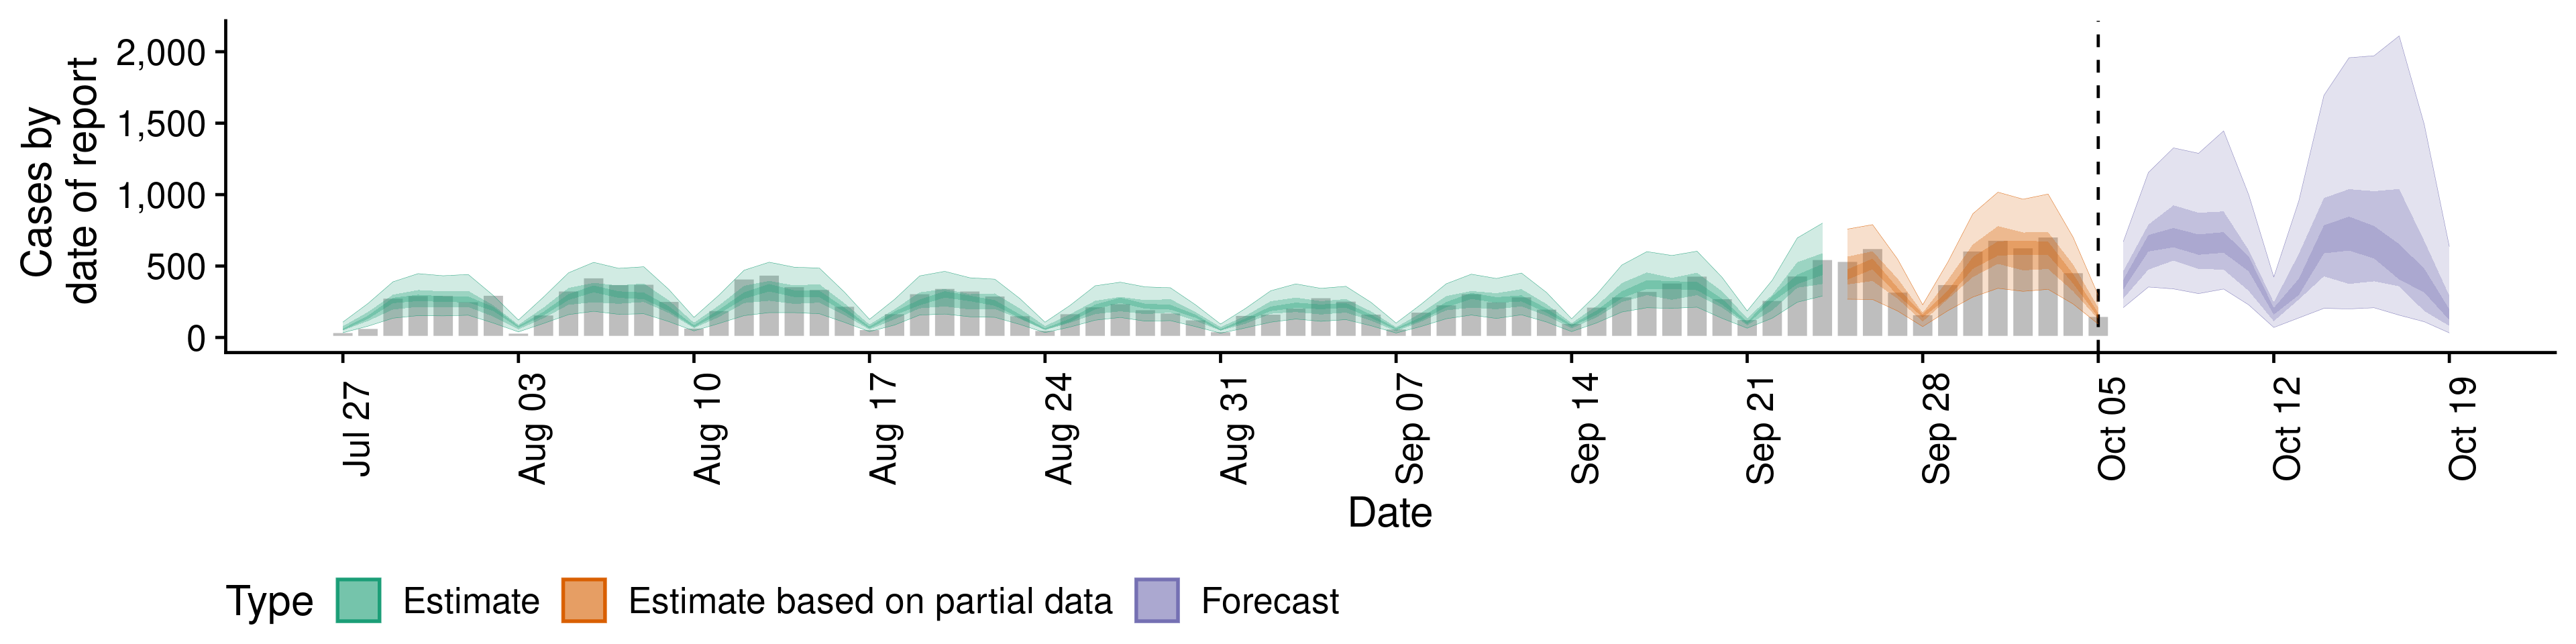 Cases by
date of report
2,000
1,500
1,000
500
0
Jul 27
Aug 03
Aug 10
Aug 17
Aug 24
Aug 31
Sep 07
Sep 14
Sep 21
Sep 28
Oct 05
Oct 12
Oct 19
Date
Type Estimate Estimate based on partial data Forecast